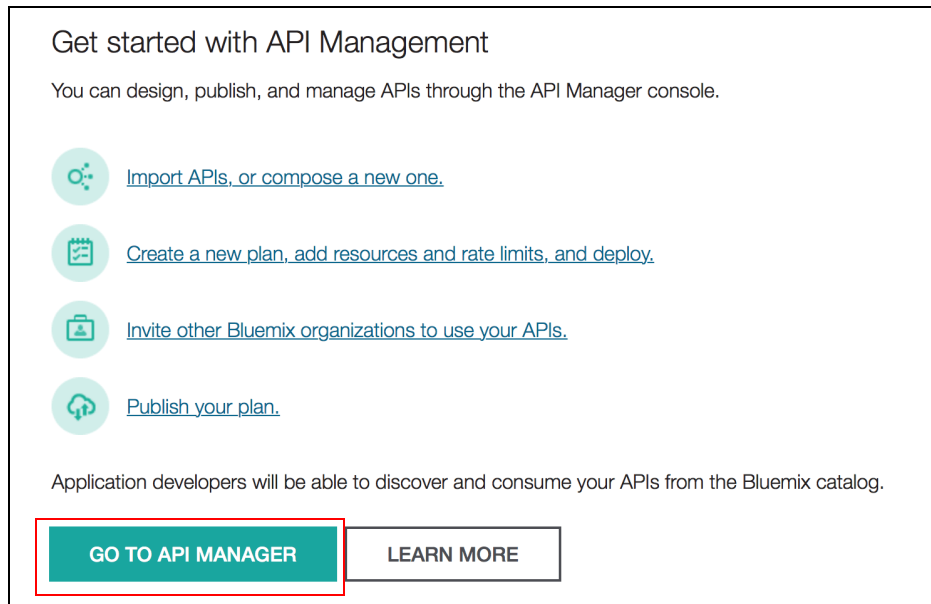 Get started with API Management
You can design, publish, and manage APIs through the API Manager console.
Import APIs, or compose a new one.
Create a new plan, add resources and rate limits, and deploy.
Invite other Bluemix organizations to use your APIs.
Publish your plan.
Application developers will be able to discover and consume your APIs from the Bluemix catalog.
GO TO API MANAGER
LEARN MORE